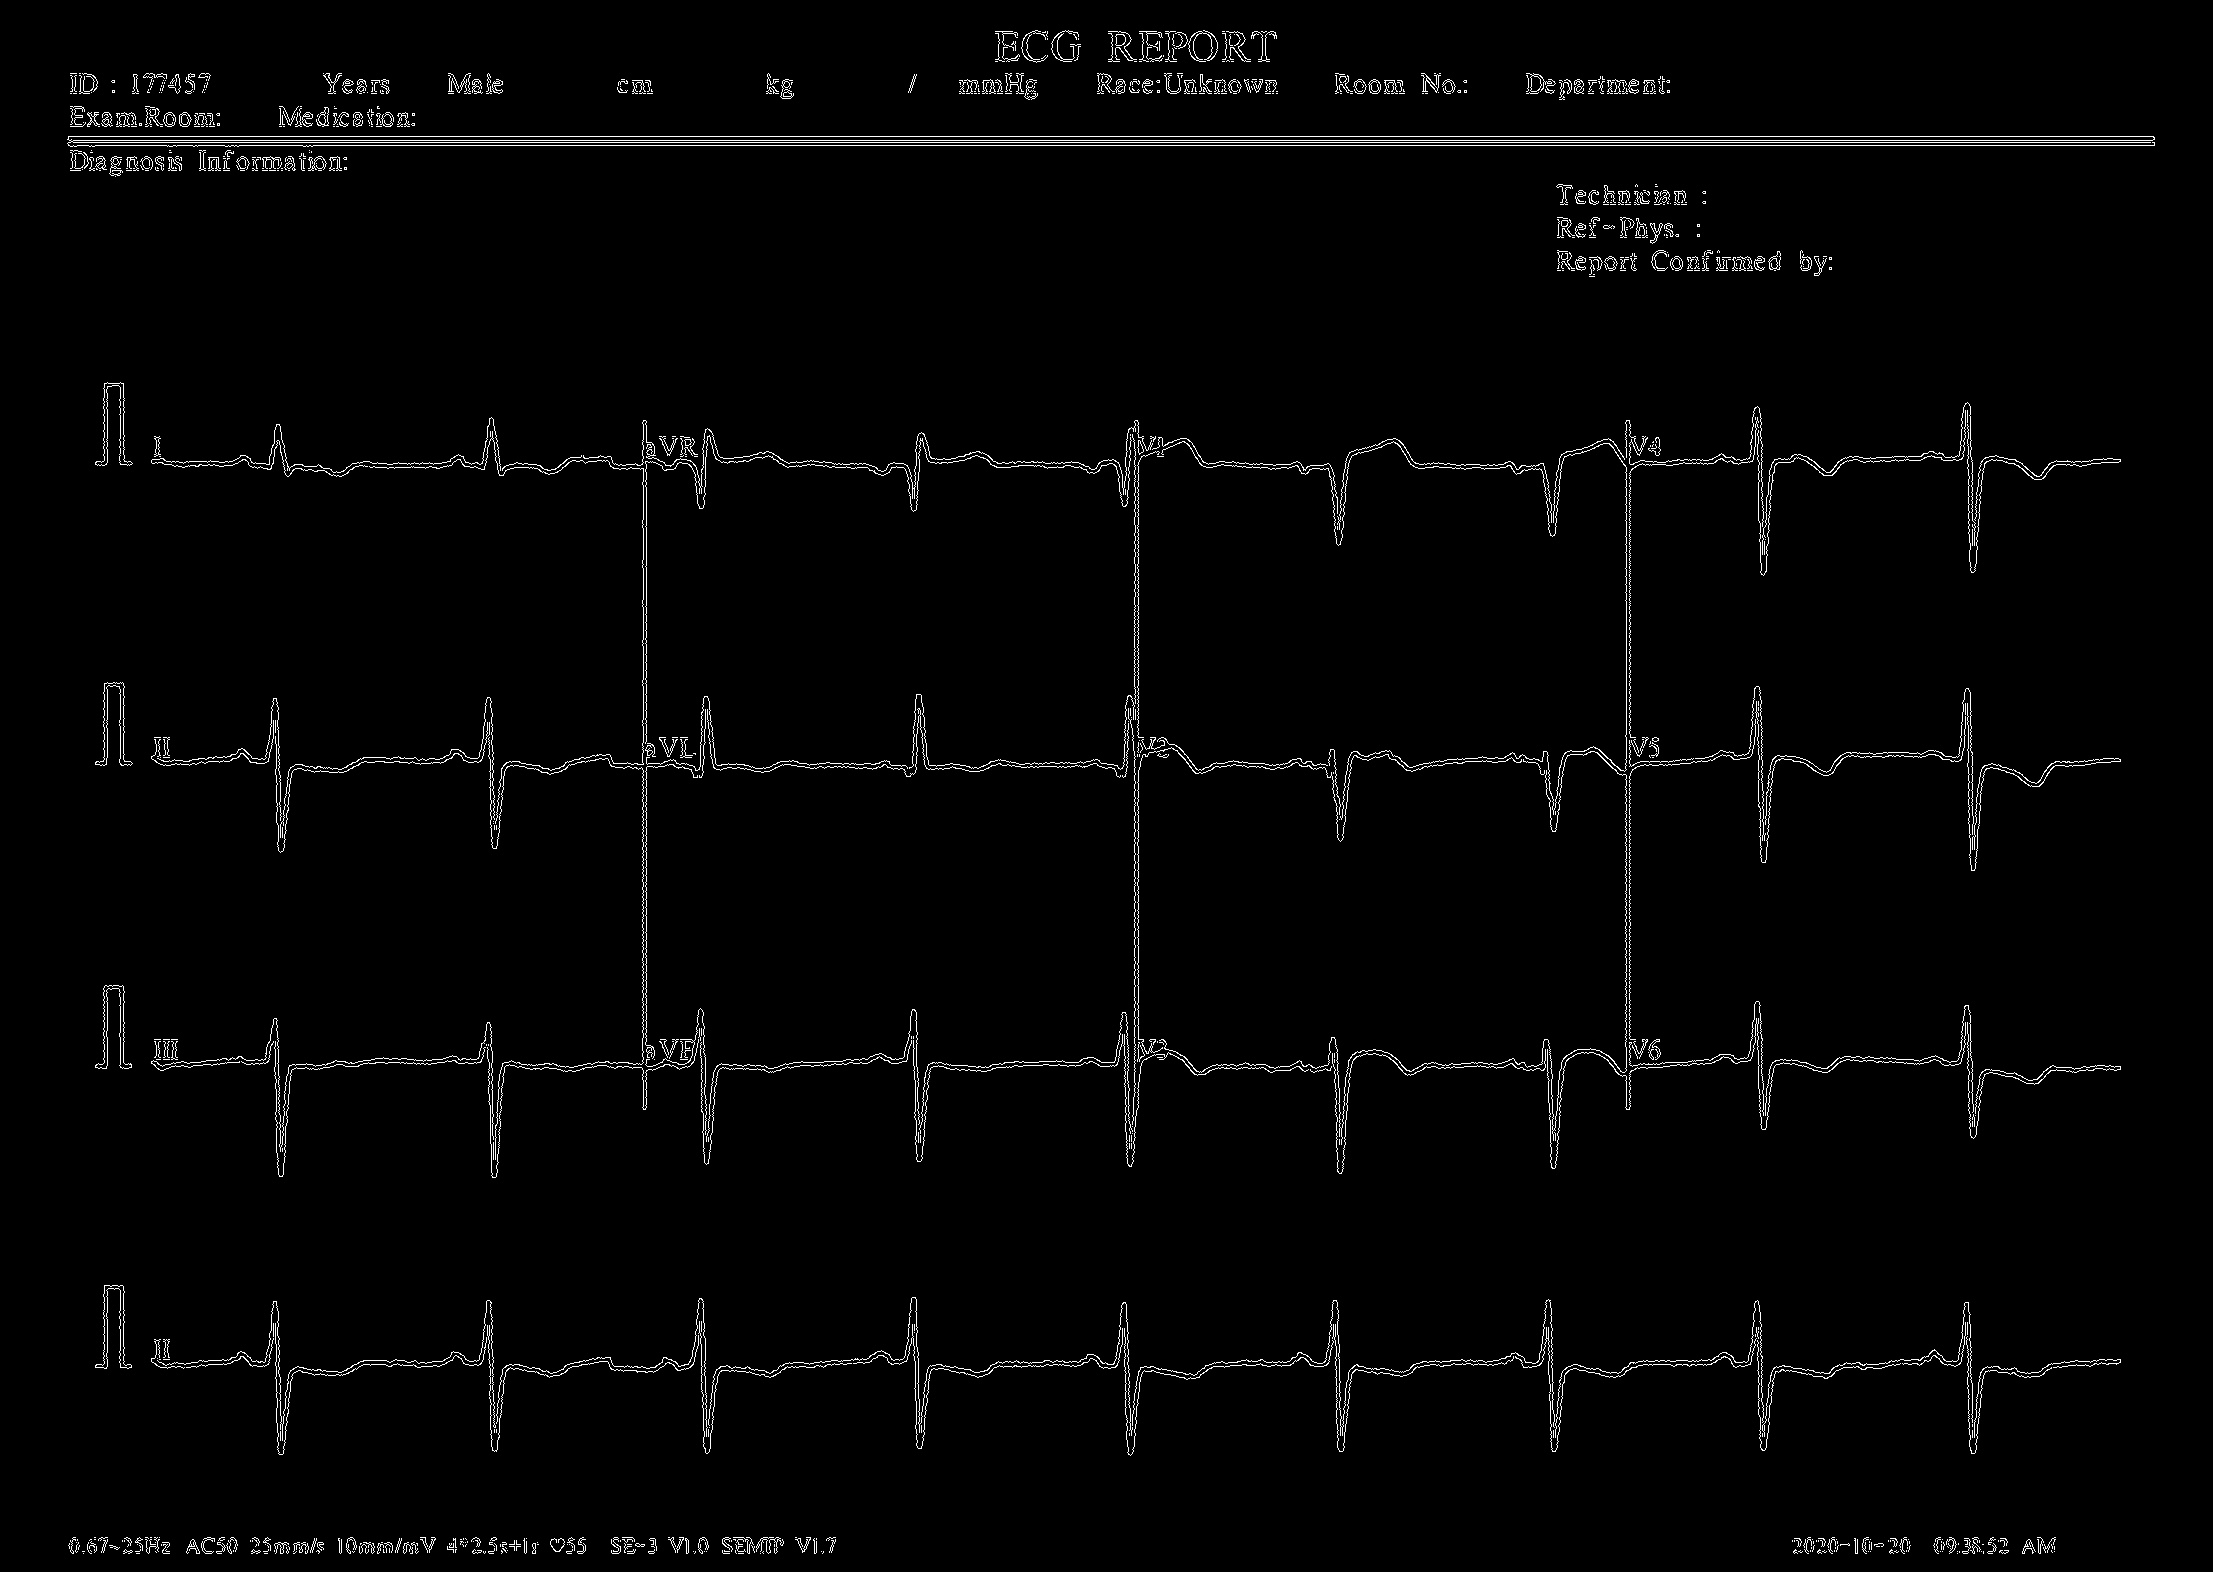 ECG REPORT
ID : 177457 Years Male cm kg / mmHg Race:Unknown Room No.: Department:
Exam.Room: Medication:
Diagnosis Information:
Technician :
Ref-Phys. :
Report Confirmed by:
I aVR V1 V4
II aVL V2 V5
III aVF V3 V6
II
0.67~25Hz AC50 25mm/s 10mm/mV 4*2.5s+1r ♡55 SE-3 V1.0 SEMIP V1.7
2020-10-20 09:38:52 AM